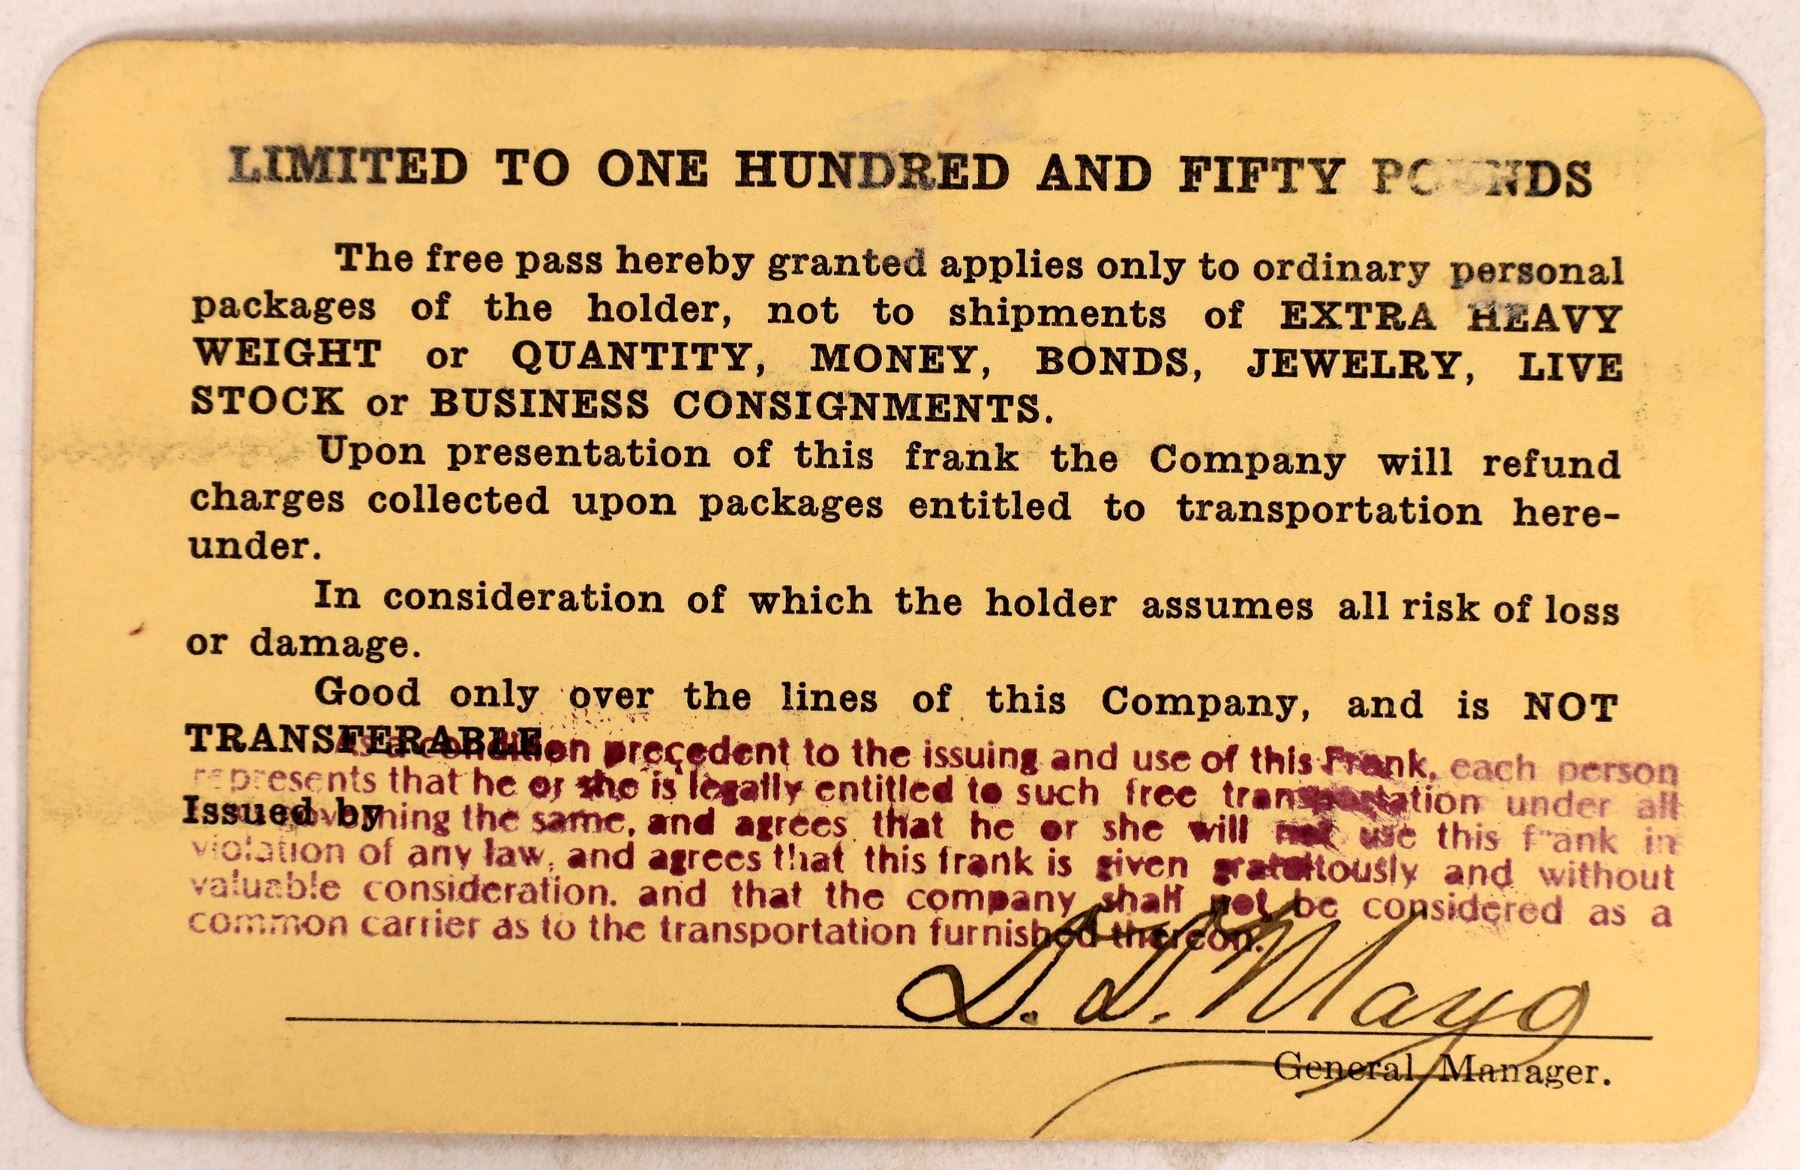 LIMITED TO ONE HUNDRED AND FIFTY POUNDS
The free pass hereby granted applies only to ordinary personal
packages of the holder, not to shipments of EXTRA HEAVY
WEIGHT or QUANTITY, MONEY, BONDS, JEWELRY, LIVE
STOCK or BUSINESS CONSIGNMENTS.
Upon presentation of this frank the Company will refund
charges collected upon packages entitled to transportation here-
under.
In consideration of which the holder assumes all risk of loss
or damage.
Good only over the lines of this Company, and is NOT
TRANSFERABLE.
As a condition precedent to the issuing and use of this Frank, each person
represents that he or she is legally entitled to such free transportation under all
Issued by
governing the same, and agrees that he or she will not use this frank in
violation of any law, and agrees that this frank is given gratuitously and without
valuable consideration. and that the company shall not be considered as a
common carrier as to the transportation furnished thereon.
D. D. Mayo
General Manager.